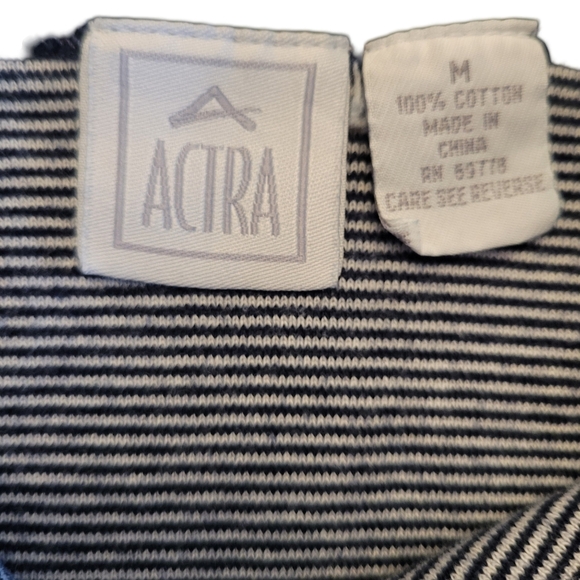 ACTRA
M
100% COTTON
MADE IN
CHINA
RN 59778
CARE SEE REVERSE